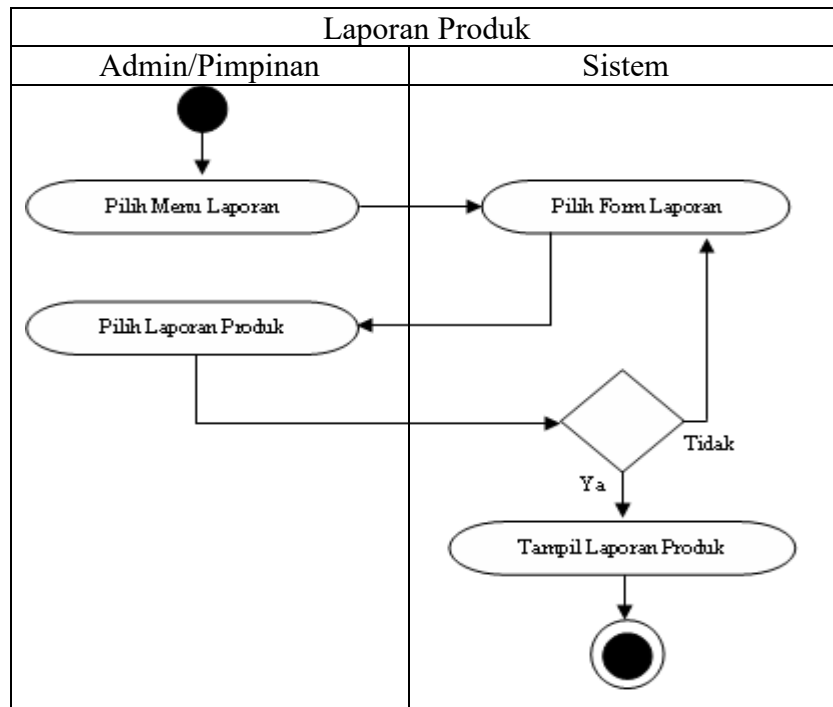 Laporan Produk
Admin/Pimpinan
Sistem
Pilih Menu Laporan
Pilih Form Laporan
Pilih Laporan Produk
Tidak
Ya
Tampil Laporan Produk